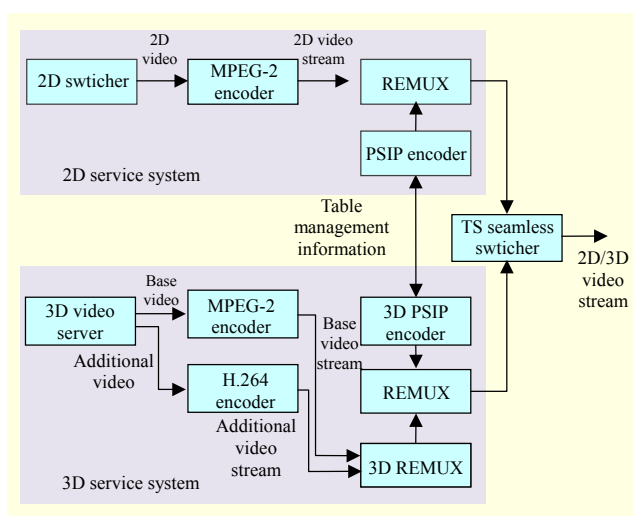 2D
video
2D video
stream
2D swticher
MPEG-2
encoder
REMUX
PSIP encoder
2D service system
Table
management
information
TS seamless
swticher
2D/3D
video
stream
Base
video
3D video
server
MPEG-2
encoder
Base
video
stream
3D PSIP
encoder
Additional
video
H.264
encoder
REMUX
Additional
video
stream
3D REMUX
3D service system